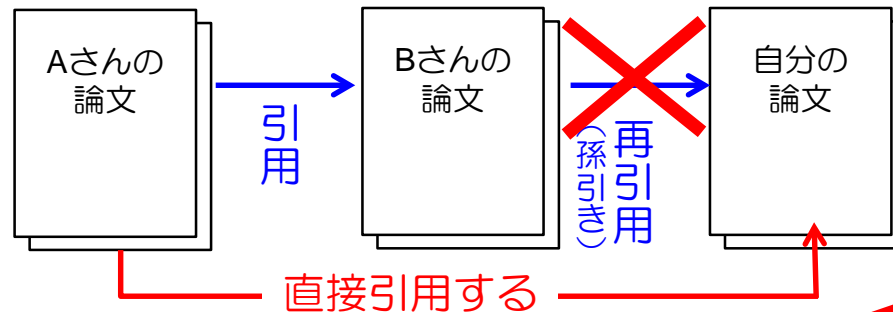 Aさんの
論文
引用
Bさんの
論文
再引用
(孫引き)
自分の
論文
直接引用する